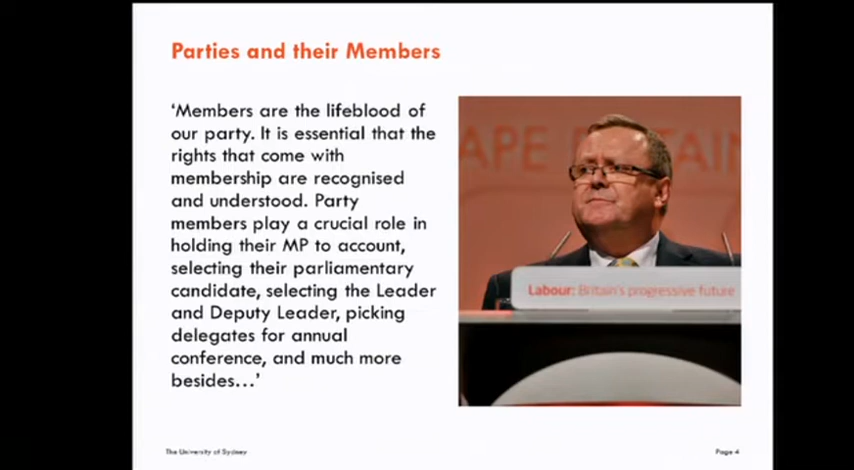 Parties and their Members
‘Members are the lifeblood of
our party. It is essential that the
rights that come with
membership are recognised
and understood. Party
members play a crucial role in
holding their MP to account,
selecting their parliamentary
candidate, selecting the Leader
and Deputy Leader, picking
delegates for annual
conference, and much more
besides…’
APE BRITAIN
Labour: Britain's progressive future
The University of Sydney
Page 4